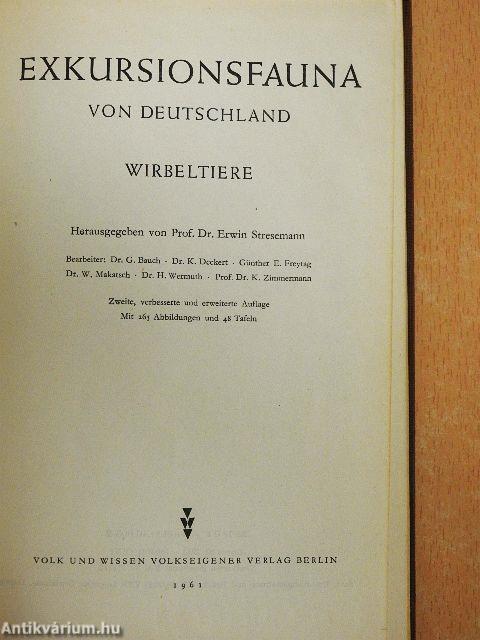 EXKURSIONSFAUNA
VON DEUTSCHLAND
WIRBELTIERE
Herausgegeben von Prof. Dr. Erwin Stresemann
Bearbeiter: Dr. G. Bauch · Dr. K. Deckert · Günther E. Freytag
Dr. W. Makatsch · Dr. H. Wermuth · Prof. Dr. K. Zimmermann
Zweite, verbesserte und erweiterte Auflage
Mit 265 Abbildungen und 48 Tafeln
VOLK UND WISSEN VOLKSEIGENER VERLAG BERLIN
1961
Antikvárium.hu